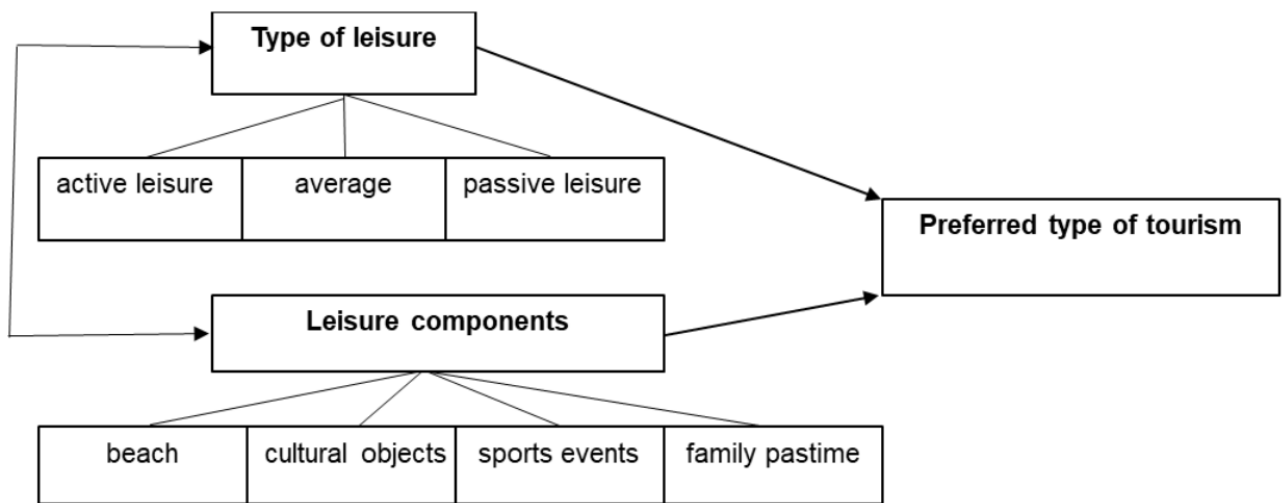 Type of leisure
active leisure average passive leisure
Preferred type of tourism
Leisure components
beach cultural objects sports events family pastime